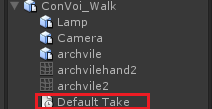 ConVoi_Walk
Lamp
Camera
archvile
archvilehand2
archvile2
Default Take